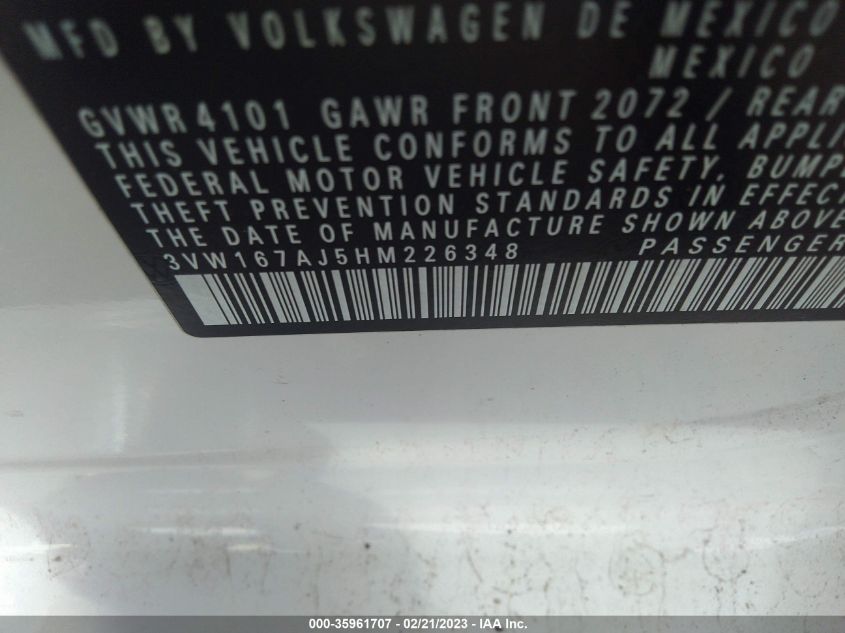 MFD BY VOLKSWAGEN DE MEXICO
MEXICO
GVWR 4101 GAWR FRONT 2072 / REAR
THIS VEHICLE CONFORMS TO ALL APPLI
FEDERAL MOTOR VEHICLE SAFETY, BUMP
THEFT PREVENTION STANDARDS IN EFFEC
THE DATE OF MANUFACTURE SHOWN ABOVE
3VW167AJ5HM226348 PASSENGER
000-35961707 - 02/21/2023 - IAA Inc.